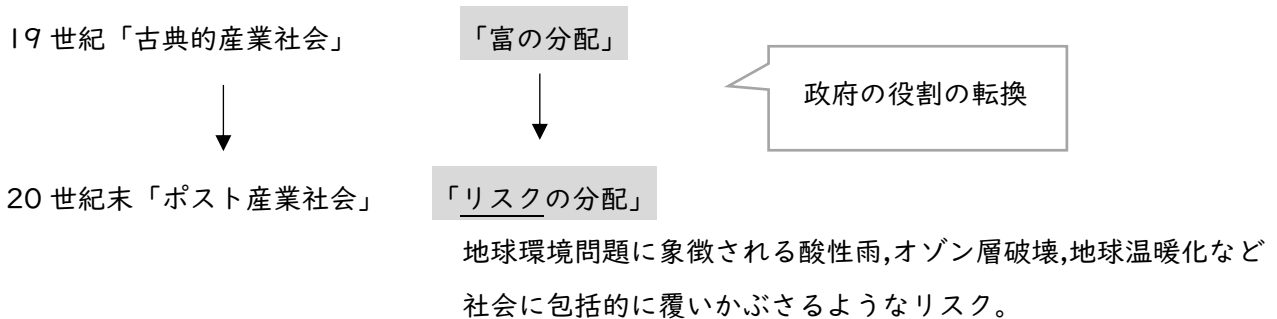 19世紀「古典的産業社会」 「富の分配」
政府の役割の転換
20世紀末「ポスト産業社会」 「リスクの分配」
地球環境問題に象徴される酸性雨,オゾン層破壊,地球温暖化など
社会に包括的に覆いかぶさるようなリスク。